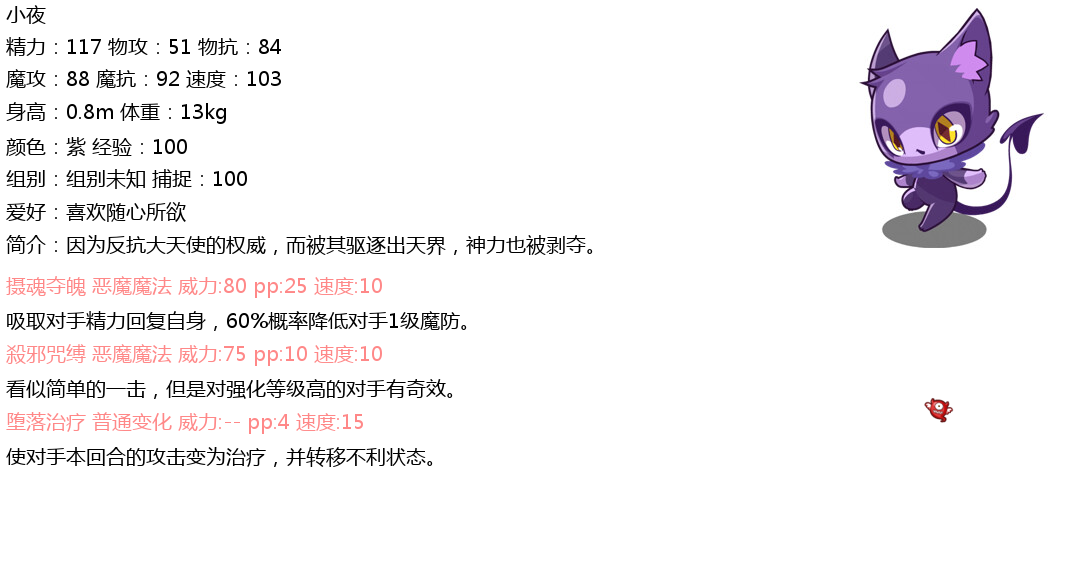 小夜
精力：117 物攻：51 物抗：84
魔攻：88 魔抗：92 速度：103
身高：0.8m 体重：13kg
颜色：紫 经验：100
组别：组别未知 捕捉：100
爱好：喜欢随心所欲
简介：因为反抗大天使的权威，而被其驱逐出天界，神力也被剥夺。
摄魂夺魄 恶魔魔法 威力:80 pp:25 速度:10
吸取对手精力回复自身，60%概率降低对手1级魔防。
殺邪咒缚 恶魔魔法 威力:75 pp:10 速度:10
看似简单的一击，但是对强化等级高的对手有奇效。
堕落治疗 普通变化 威力:-- pp:4 速度:15
使对手本回合的攻击变为治疗，并转移不利状态。